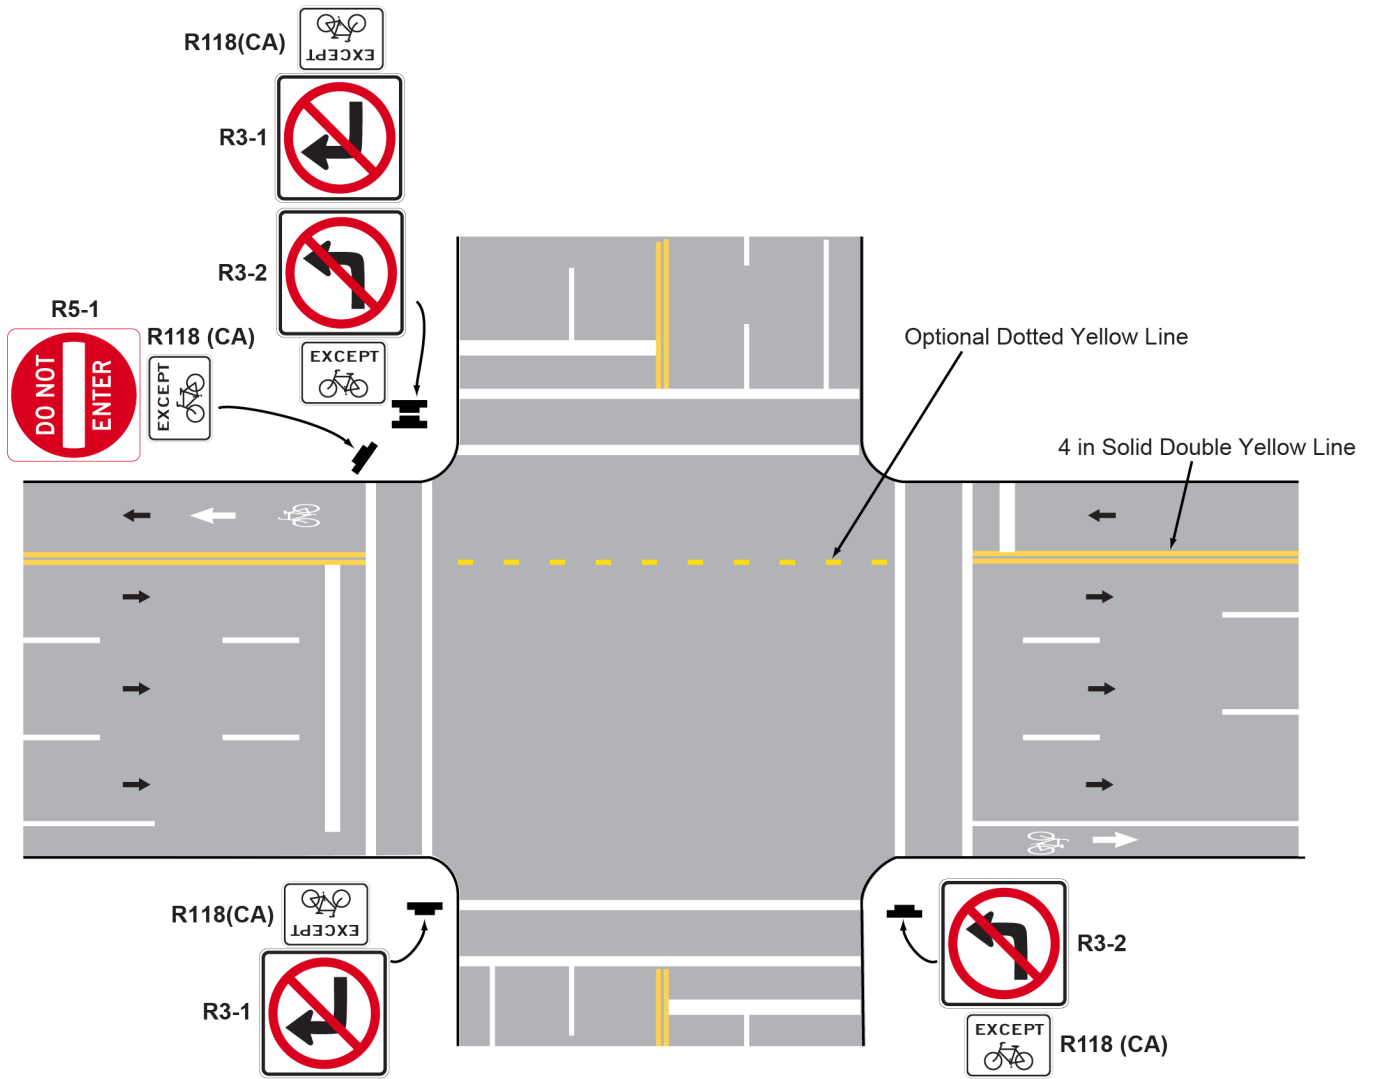 R118(CA)
EXCEPT
R3-1
R3-2
EXCEPT
R5-1
DO NOT
ENTER
R118 (CA)
EXCEPT
Optional Dotted Yellow Line
4 in Solid Double Yellow Line
R118(CA)
EXCEPT
R3-1
R3-2
EXCEPT
R118 (CA)